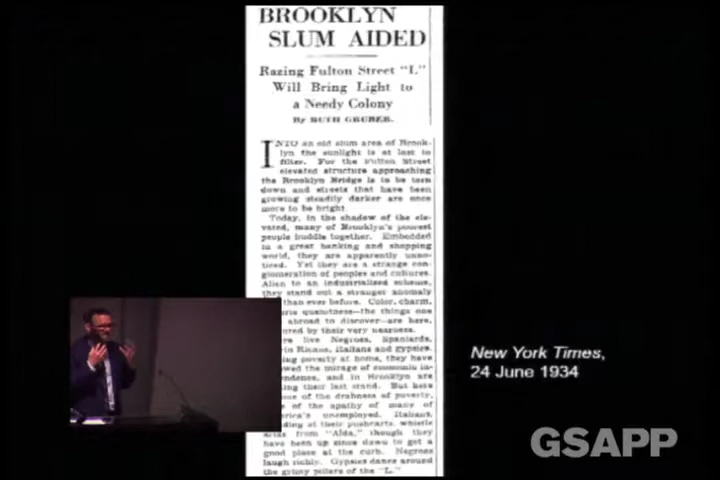 BROOKLYN
SLUM AIDED
Razing Fulton Street "L"
Will Bring Light to
a Needy Colony
By RUTH GRUBER.
INTO an old slum area of Brook-
lyn the sunlight is at last to
filter. For the Fulton Street
elevated structure approaching
the Brooklyn Bridge is to be torn
down and streets that have been
growing steadily darker are once
more to be bright.
Today, in the shadow of the ele-
vated, many of Brooklyn's poorest
people huddle together. Embedded
in a great banking and shopping
world, they are apparently unno-
ticed. Yet they are a strange con-
glomeration of peoples and cultures.
Alien to an industrialized scheme,
they stand out a stranger anomaly
than ever before. Color, charm,
quaintness—the things one
abroad to discover—are here,
by their very nearness.
live Negroes, Spaniards,
Ricans, Italians and gypsies.
poverty at home, they have
the mirage of economic in-
and in Brooklyn are
their last stand. But here
of the drabness of poverty,
of the apathy of many of
unemployed. Italians,
at their pushcarts, whistle
arias from "Aida," though they
have been up since dawn to get a
good place at the curb. Negroes
laugh richly. Gypsies dance around
the grimy pillars of the "L."
New York Times,
24 June 1934
GSAPP